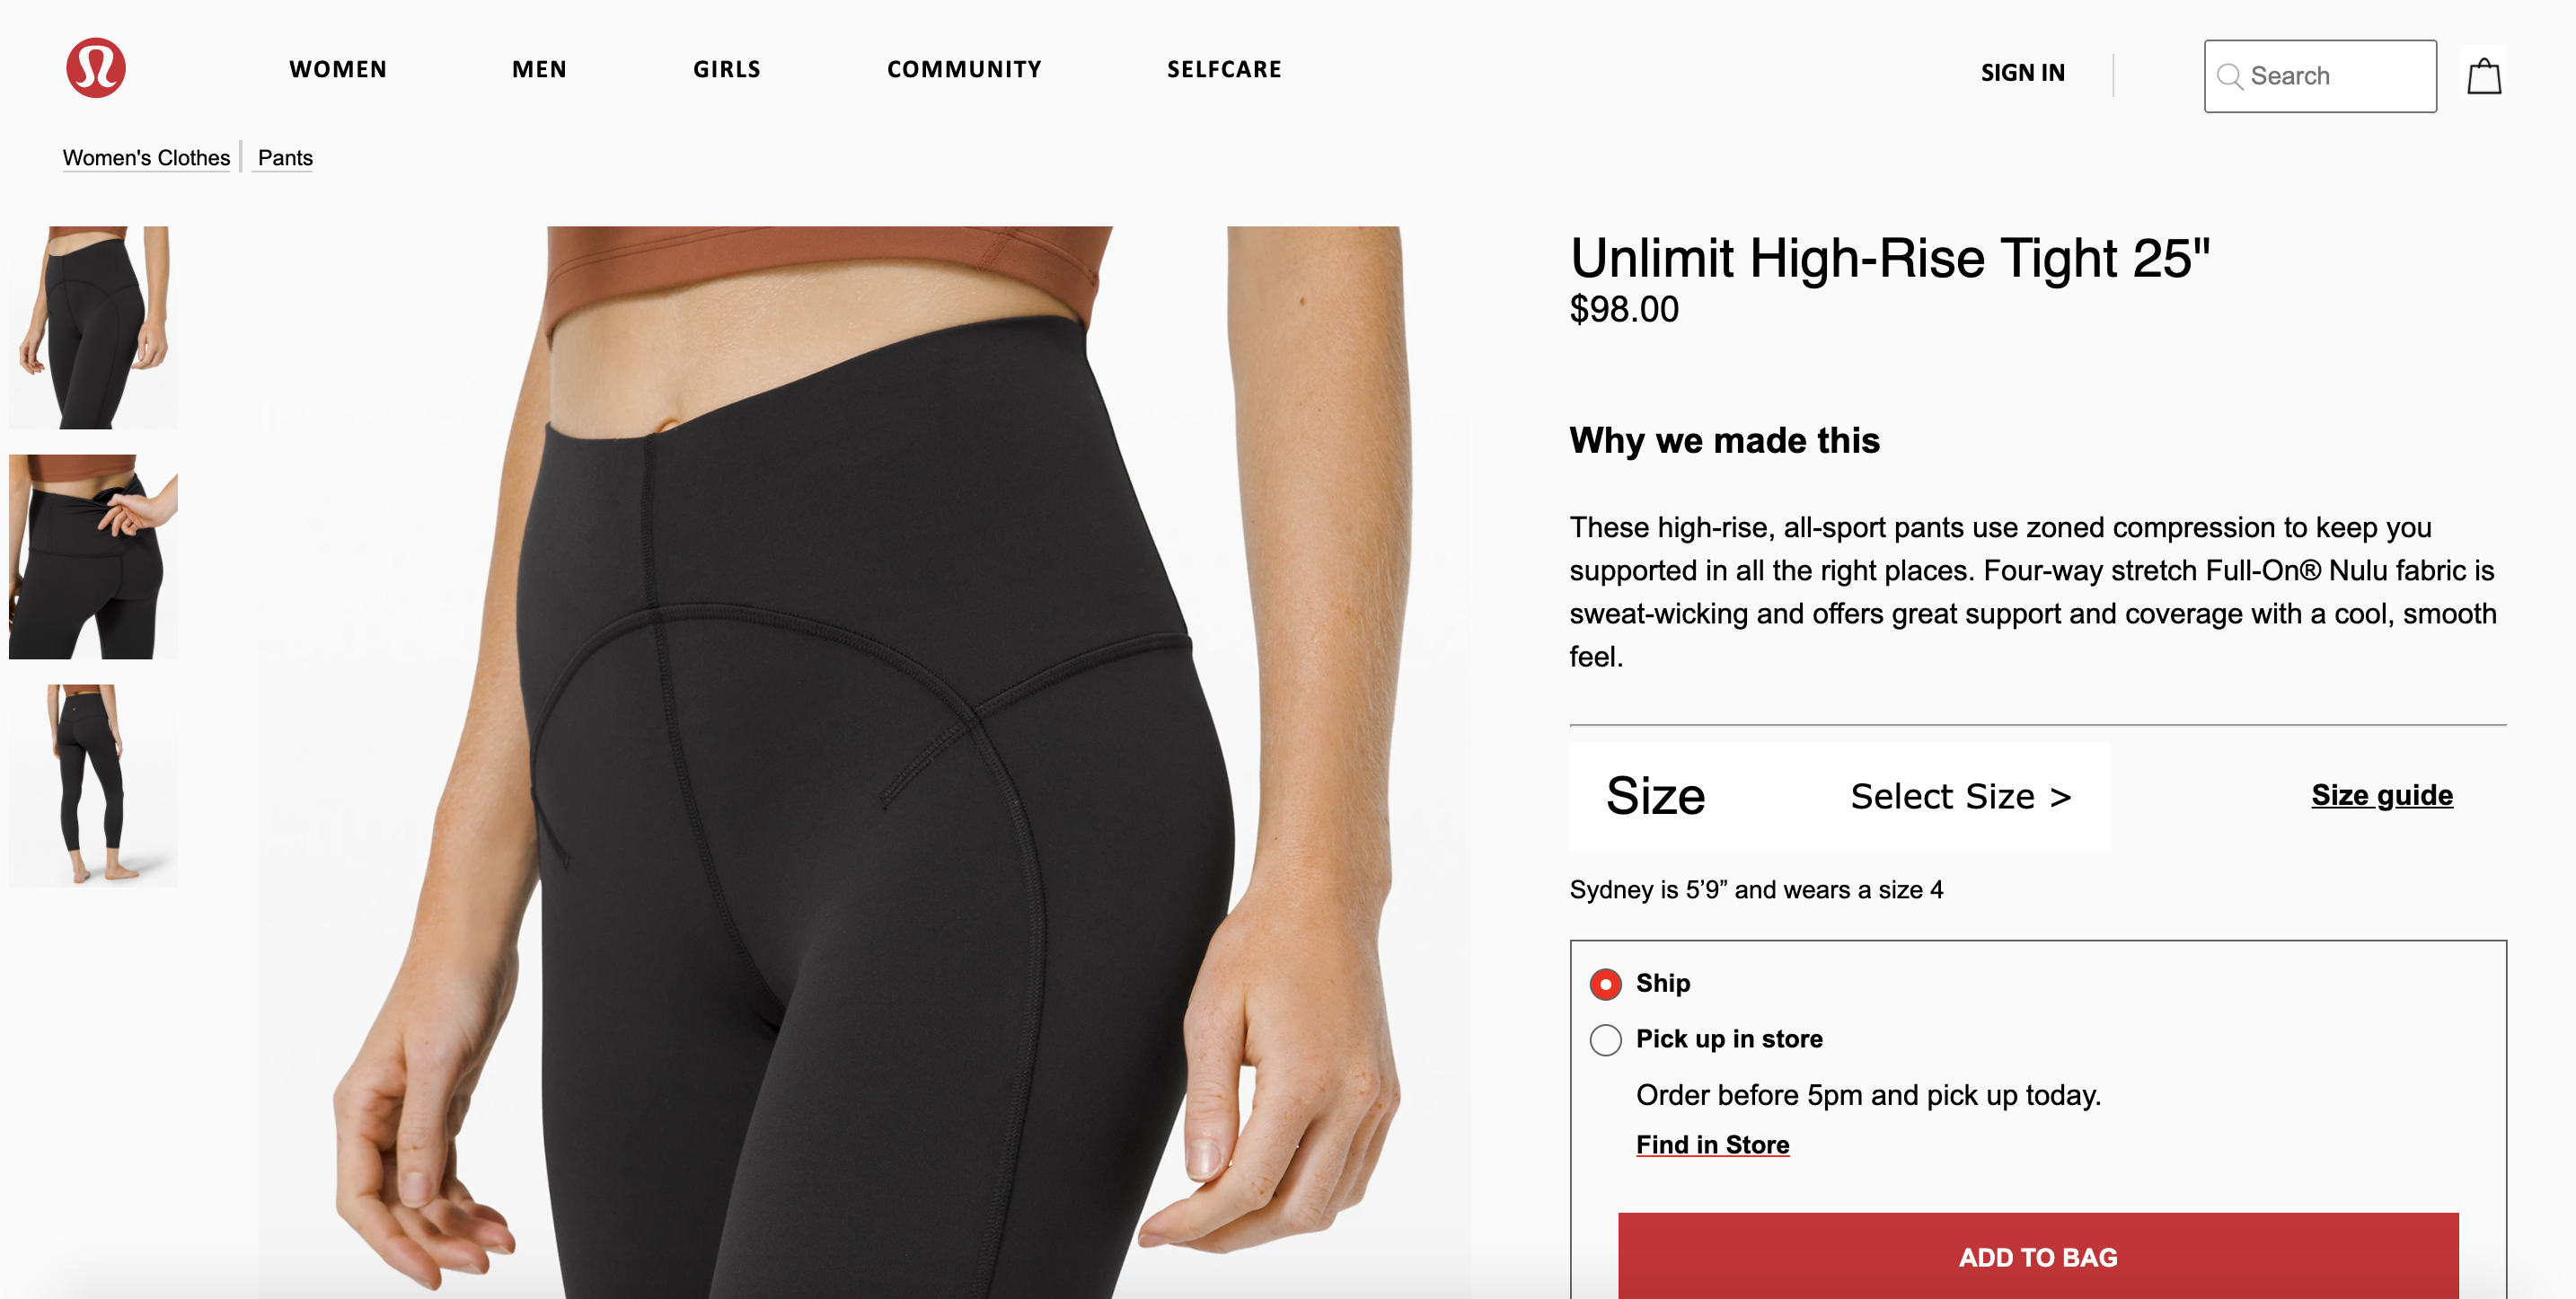 WOMEN MEN GIRLS COMMUNITY SELFCARE SIGN IN Search
Women's Clothes Pants
Unlimit High-Rise Tight 25"
$98.00
Why we made this
These high-rise, all-sport pants use zoned compression to keep you
supported in all the right places. Four-way stretch Full-On® Nulu fabric is
sweat-wicking and offers great support and coverage with a cool, smooth
feel.
Size Select Size > Size guide
Sydney is 5’9” and wears a size 4
Ship
Pick up in store
Order before 5pm and pick up today.
Find in Store
ADD TO BAG